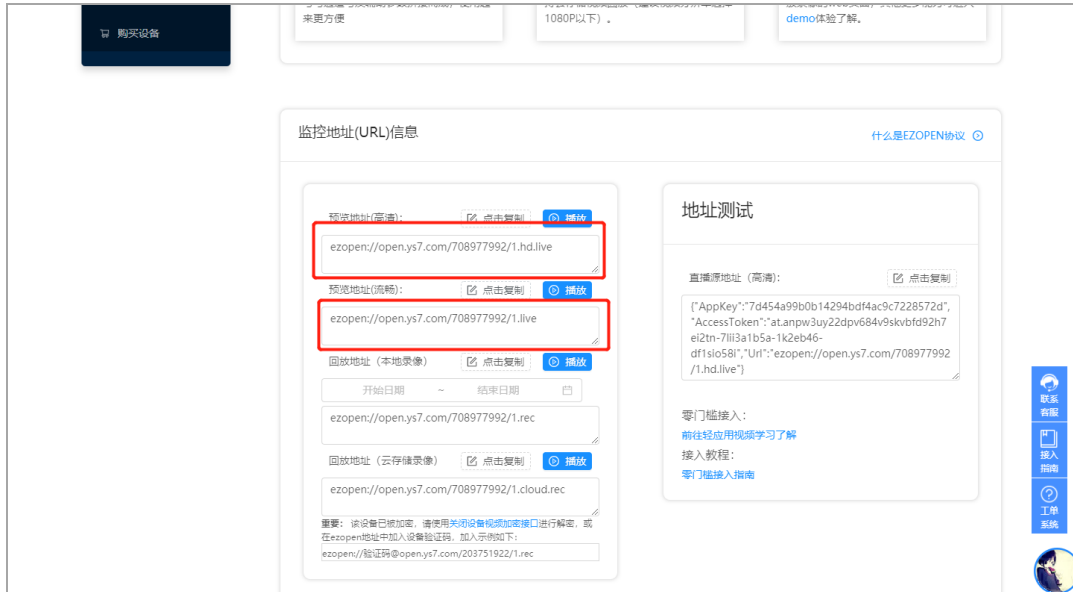 购买设备
来更方便
1080P以下）。
demo体验了解。
监控地址(URL)信息
什么是EZOPEN协议
预览地址(高清):
点击复制
播放
ezopen://open.ys7.com/708977992/1.hd.live
预览地址(流畅):
点击复制
播放
ezopen://open.ys7.com/708977992/1.live
回放地址（本地录像）
点击复制
播放
开始日期 ~ 结束日期
ezopen://open.ys7.com/708977992/1.rec
回放地址（云存储录像）
点击复制
播放
ezopen://open.ys7.com/708977992/1.cloud.rec
重要： 该设备已被加密，请使用关闭设备视频加密接口进行解密，或
在ezopen地址中加入设备验证码，加入示例如下：
ezopen://验证码@open.ys7.com/203751922/1.rec
地址测试
直播源地址（高清）:
点击复制
{"AppKey":"7d454a99b0b14294bdf4ac9c7228572d",
"AccessToken":"at.anpw3uy22dpv684v9skvbfd92h7
ei2tn-7lii3a1b5a-1k2eb46-
df1sio58i","Url":"ezopen://open.ys7.com/708977992
/1.hd.live"}
零门槛接入：
前往轻应用视频学习了解
接入教程：
零门槛接入指南
联系
客服
接入
指南
工单
系统